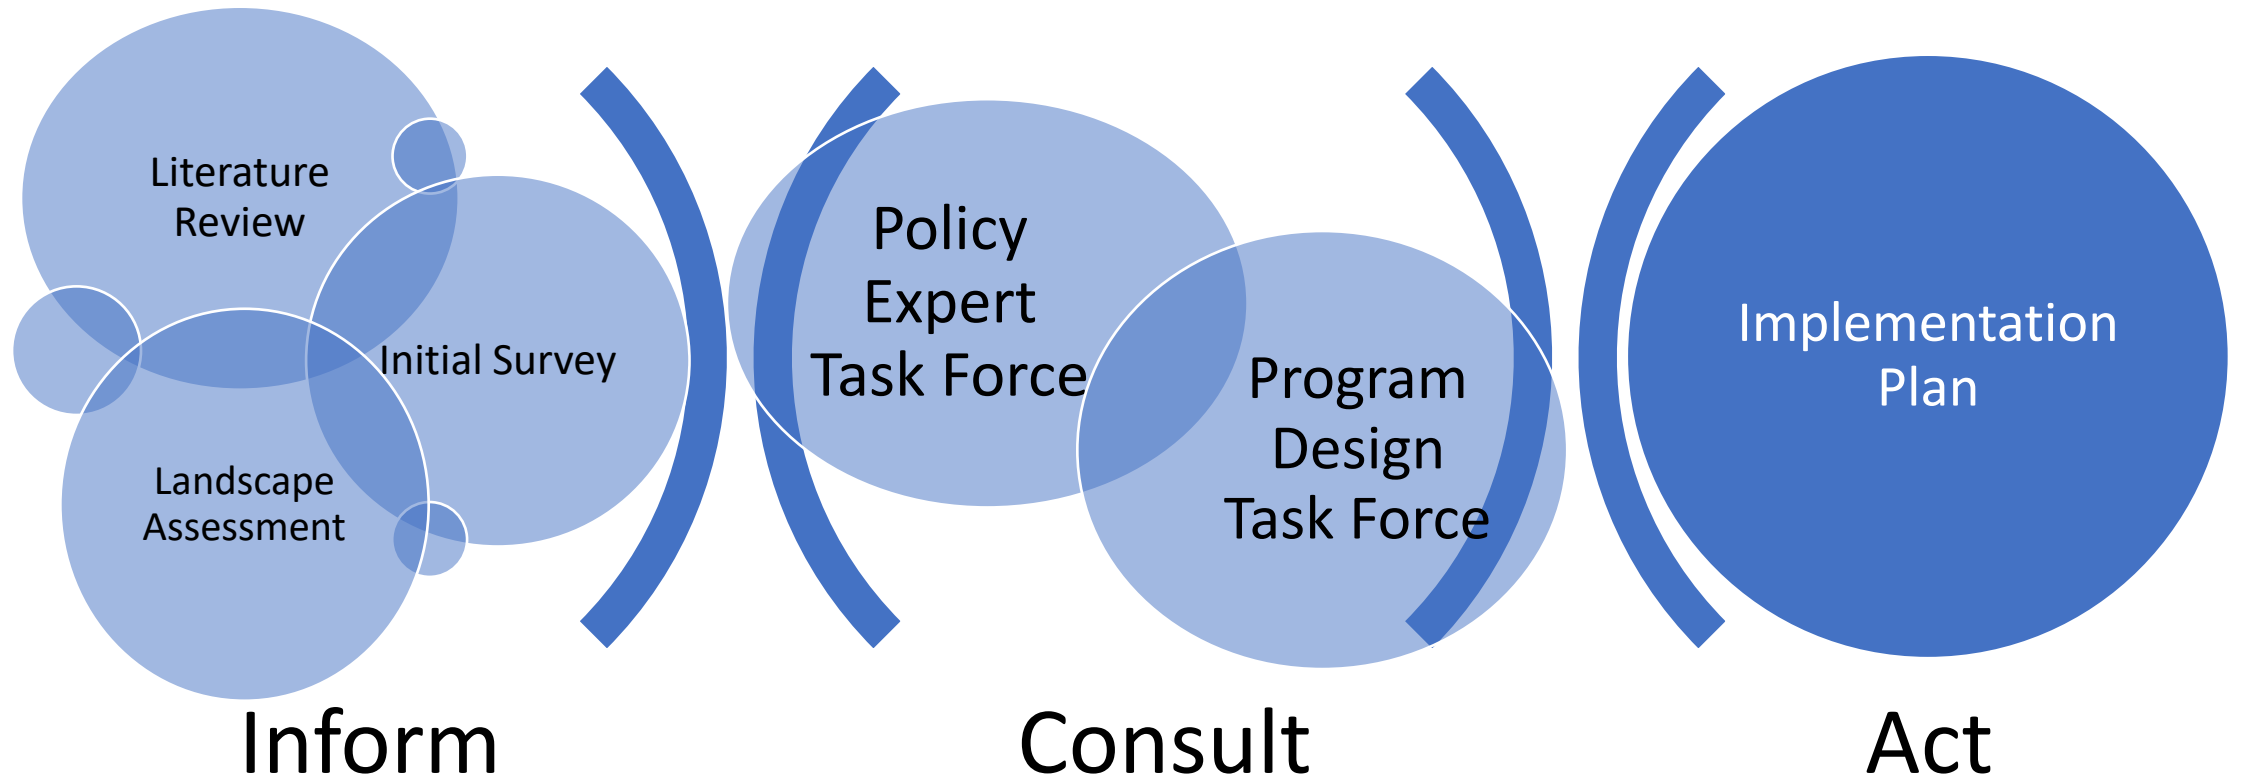 Literature
Review
Initial Survey
Landscape
Assessment
Policy
Expert
Task Force
Program
Design
Task Force
Implementation
Plan
Inform
Consult
Act